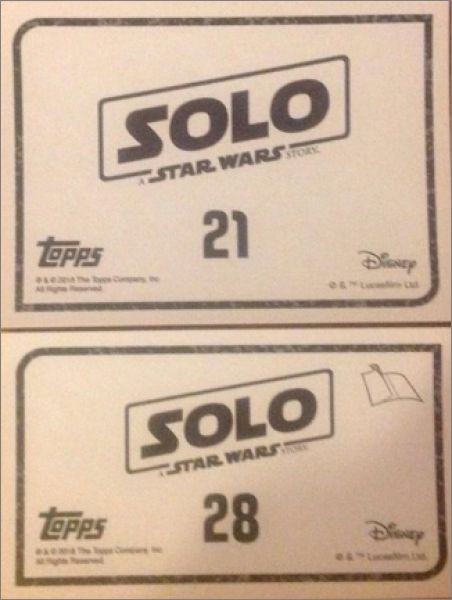 SOLO
A STAR WARS STORY.
21
Topps
Disney
® & © 2018 The Topps Company, Inc.
All Rights Reserved.
© & ™ Lucasfilm Ltd.
SOLO
A STAR WARS STORY.
28
Topps
Disney
® & © 2018 The Topps Company, Inc.
All Rights Reserved.
© & ™ Lucasfilm Ltd.